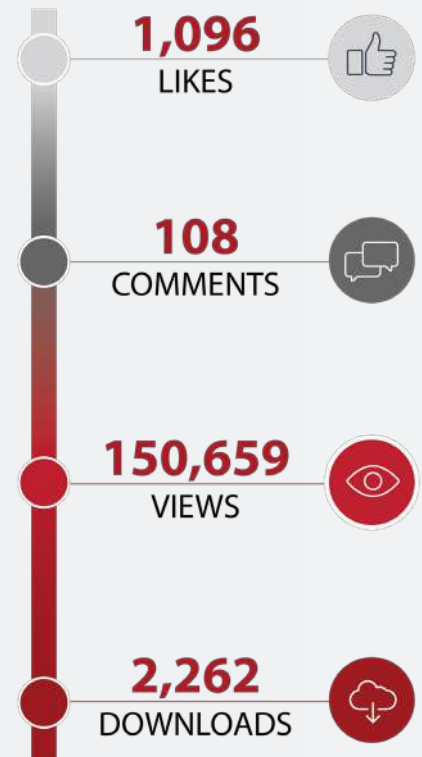 1,096
LIKES
108
COMMENTS
150,659
VIEWS
2,262
DOWNLOADS